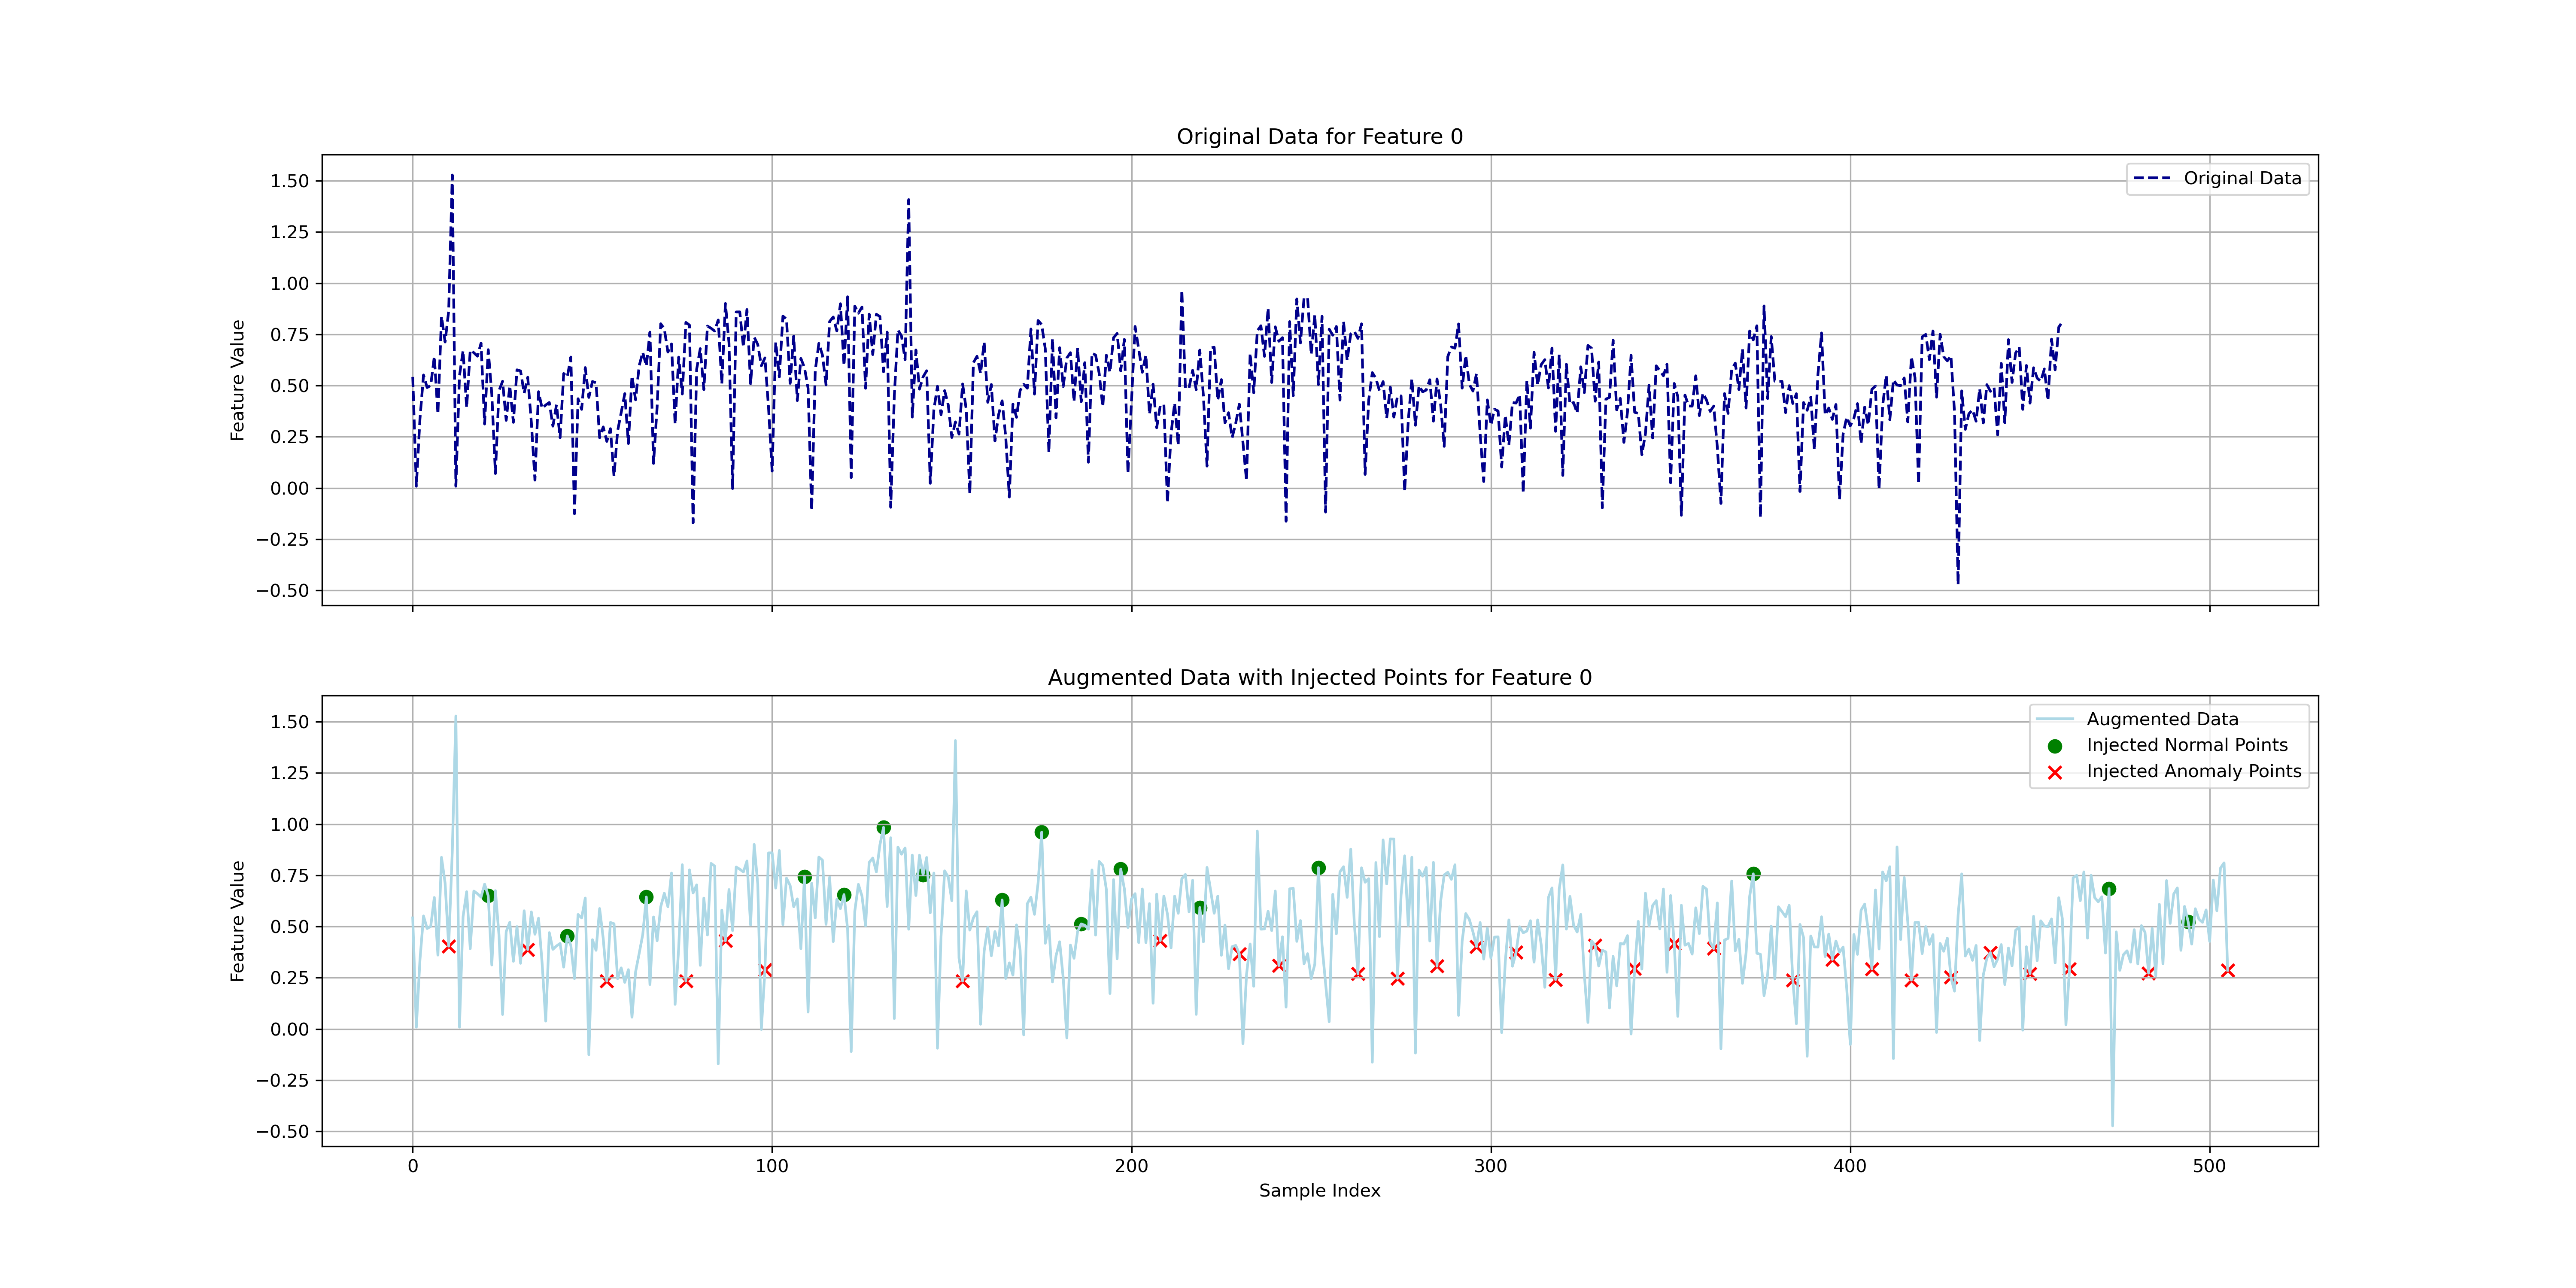 Original Data for Feature 0
Original Data
Feature Value
1.50
1.25
1.00
0.75
0.50
0.25
0.00
−0.25
−0.50
Augmented Data with Injected Points for Feature 0
Augmented Data
Injected Normal Points
Injected Anomaly Points
Feature Value
1.50
1.25
1.00
0.75
0.50
0.25
0.00
−0.25
−0.50
0 100 200 300 400 500
Sample Index